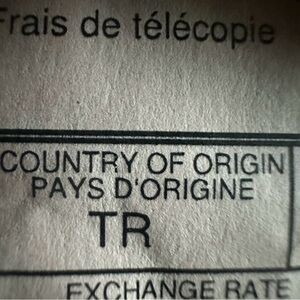 Frais de télécopie
COUNTRY OF ORIGIN
PAYS D'ORIGINE
TR
EXCHANGE RATE